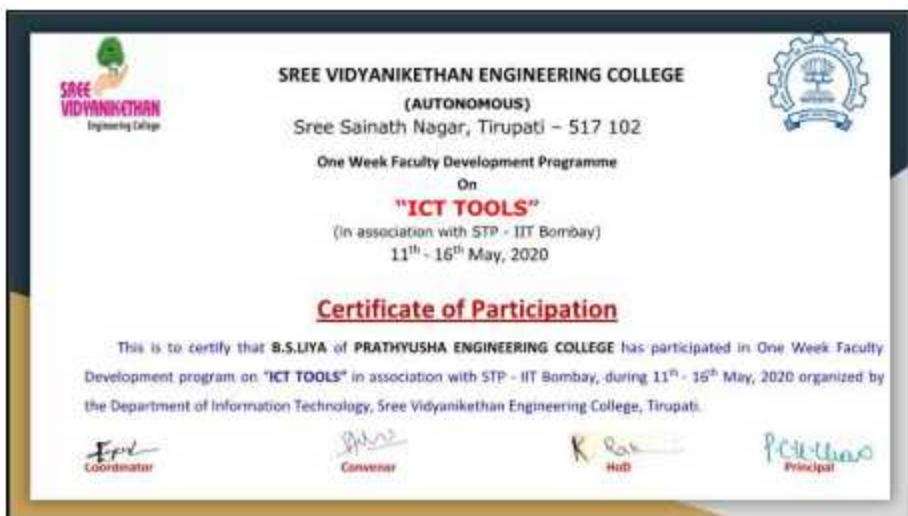 SREE
VIDYANIKETHAN
Engineering College
SREE VIDYANIKETHAN ENGINEERING COLLEGE
(AUTONOMOUS)
Sree Sainath Nagar, Tirupati – 517 102
One Week Faculty Development Programme
On
"ICT TOOLS"
(in association with STP - IIT Bombay)
11th - 16th May, 2020
Certificate of Participation
This is to certify that B.S.LIYA of PRATHYUSHA ENGINEERING COLLEGE has participated in One Week Faculty
Development program on "ICT TOOLS" in association with STP - IIT Bombay, during 11th - 16th May, 2020 organized by
the Department of Information Technology, Sree Vidyanikethan Engineering College, Tirupati.
Coordinator
Convenor
HoD
Principal